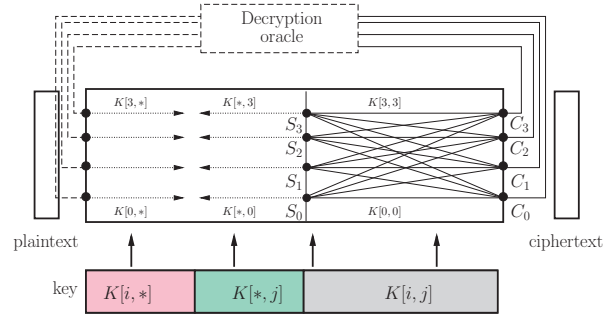 Decryption
oracle
K[3, *] K[*, 3] K[3, 3]
S₃ C₃
S₂ C₂
S₁ C₁
S₀ C₀
K[0, *] K[*, 0] K[0, 0]
plaintext ciphertext
key K[i, *] K[*, j] K[i, j]